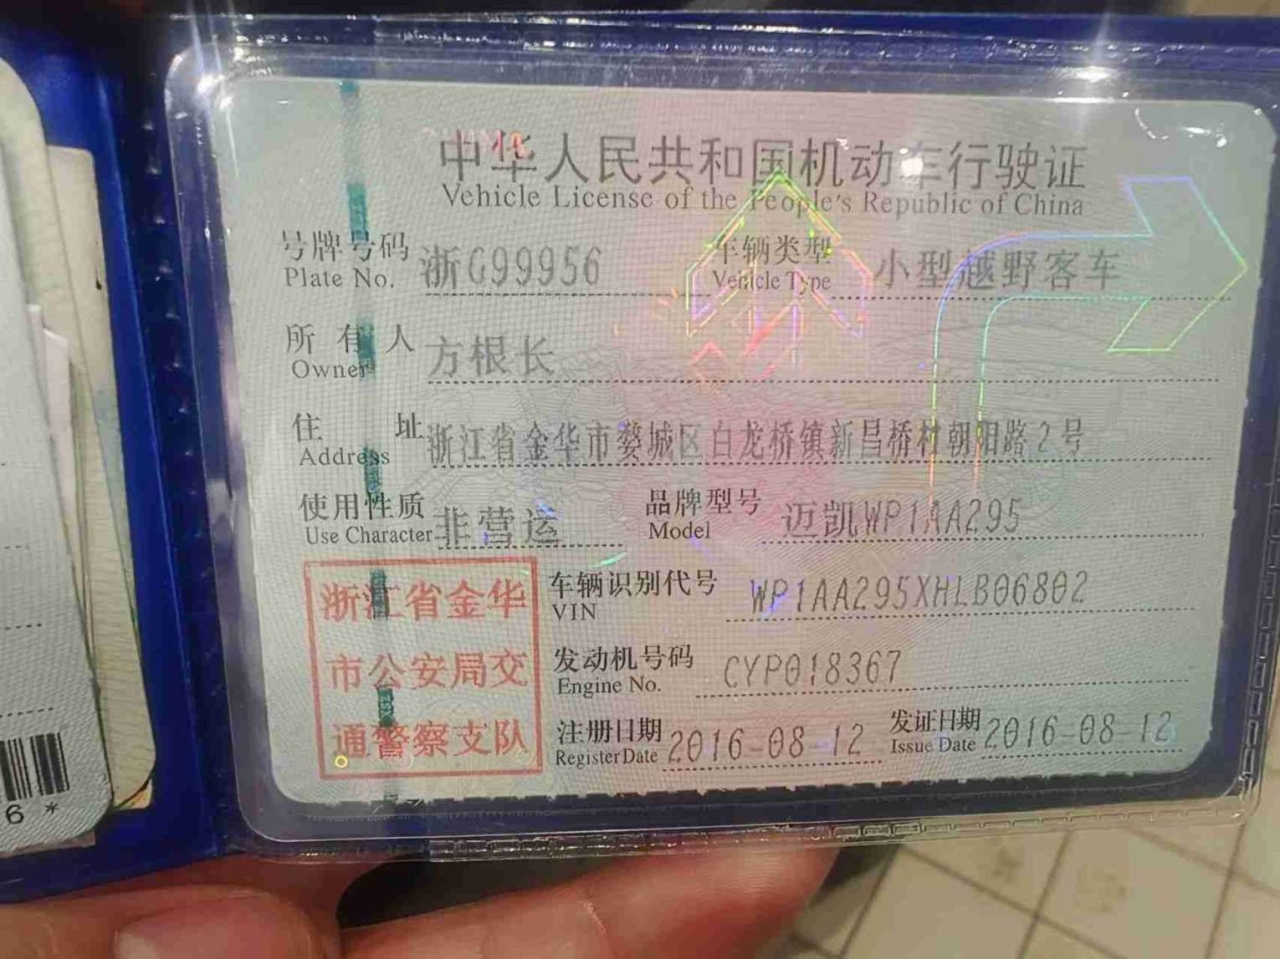 中华人民共和国机动车行驶证
Vehicle License of the People's Republic of China
号牌号码 浙G99956 车辆类型 小型越野客车
Plate No. Vehicle Type
所有人 方根长
Owner
住址 浙江省金华市婺城区白龙桥镇新昌桥村朝阳路2号
Address
使用性质 非营运 品牌型号 迈凯WP1AA295
Use Character Model
浙江省金华
市公安局交
通警察支队
车辆识别代号 WP1AA295XHLB06802
VIN
发动机号码 CYP018367
Engine No.
注册日期 2016-08-12 发证日期 2016-08-12
Register Date Issue Date
6*